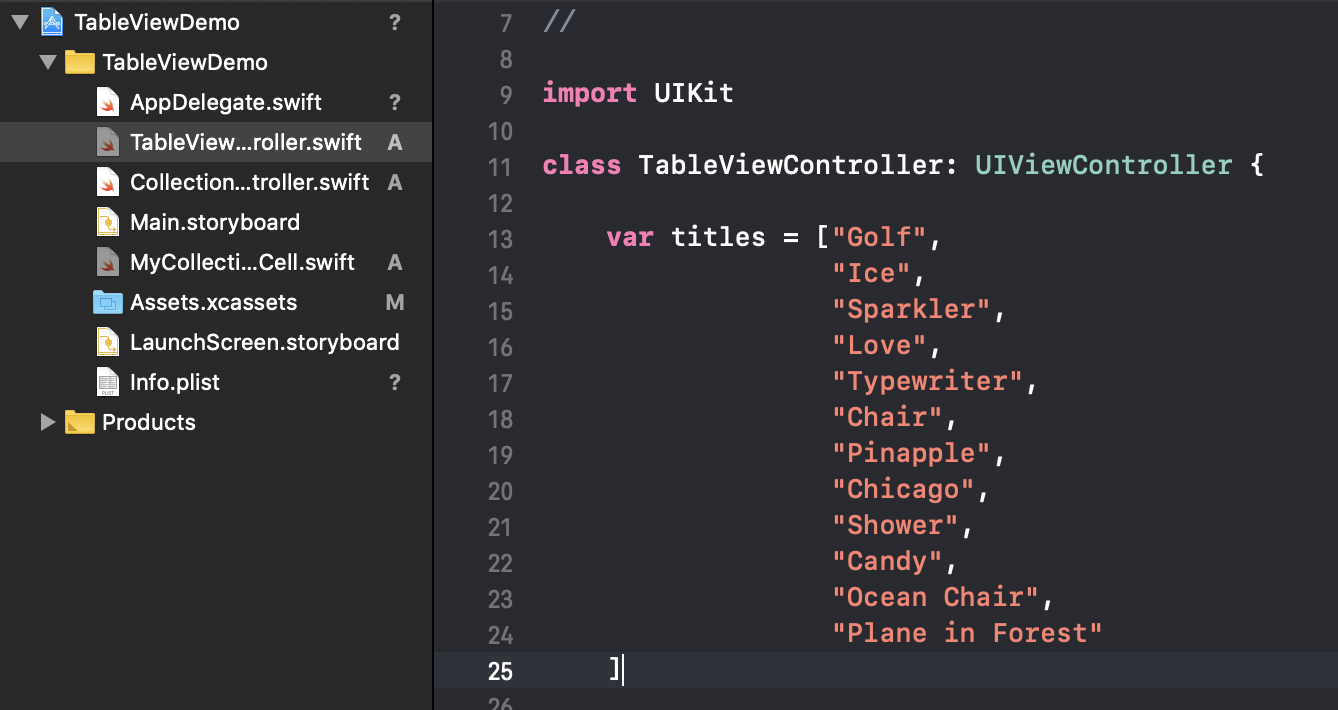 TableViewDemo ?
TableViewDemo
AppDelegate.swift ?
TableView...roller.swift A
Collection...troller.swift A
Main.storyboard
MyCollecti...Cell.swift A
Assets.xcassets M
LaunchScreen.storyboard
Info.plist ?
Products
7 //
8
9 import UIKit
10
11 class TableViewController: UIViewController {
12
13 var titles = ["Golf",
14 "Ice",
15 "Sparkler",
16 "Love",
17 "Typewriter",
18 "Chair",
19 "Pinapple",
20 "Chicago",
21 "Shower",
22 "Candy",
23 "Ocean Chair",
24 "Plane in Forest"
25 ]
26